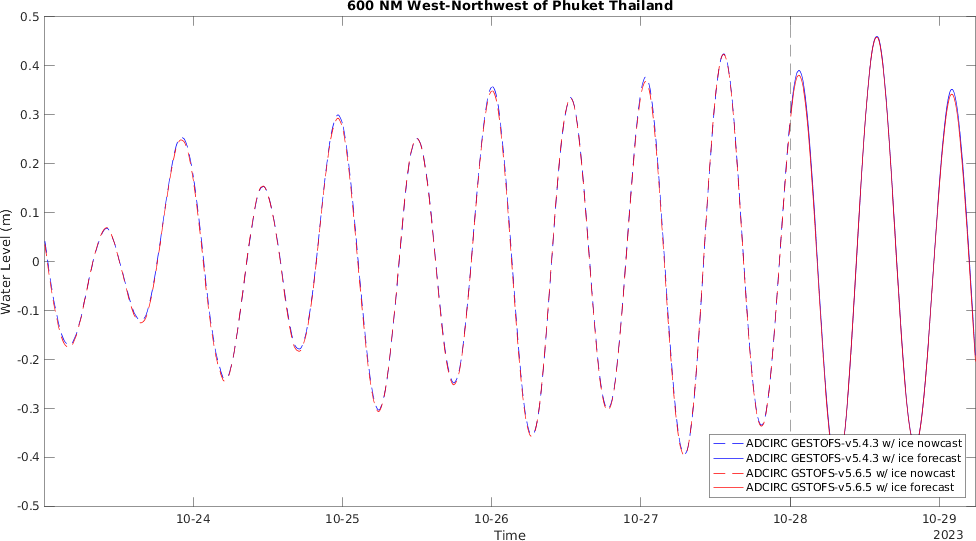 600 NM West-Northwest of Phuket Thailand
0.5
0.4
0.3
0.2
0.1
0
-0.1
-0.2
-0.3
-0.4
-0.5
Water Level (m)
10-24
10-25
10-26
10-27
10-28
10-29
Time
2023
ADCIRC GESTOFS-v5.4.3 w/ ice nowcast
ADCIRC GESTOFS-v5.4.3 w/ ice forecast
ADCIRC GSTOFS-v5.6.5 w/ ice nowcast
ADCIRC GSTOFS-v5.6.5 w/ ice forecast